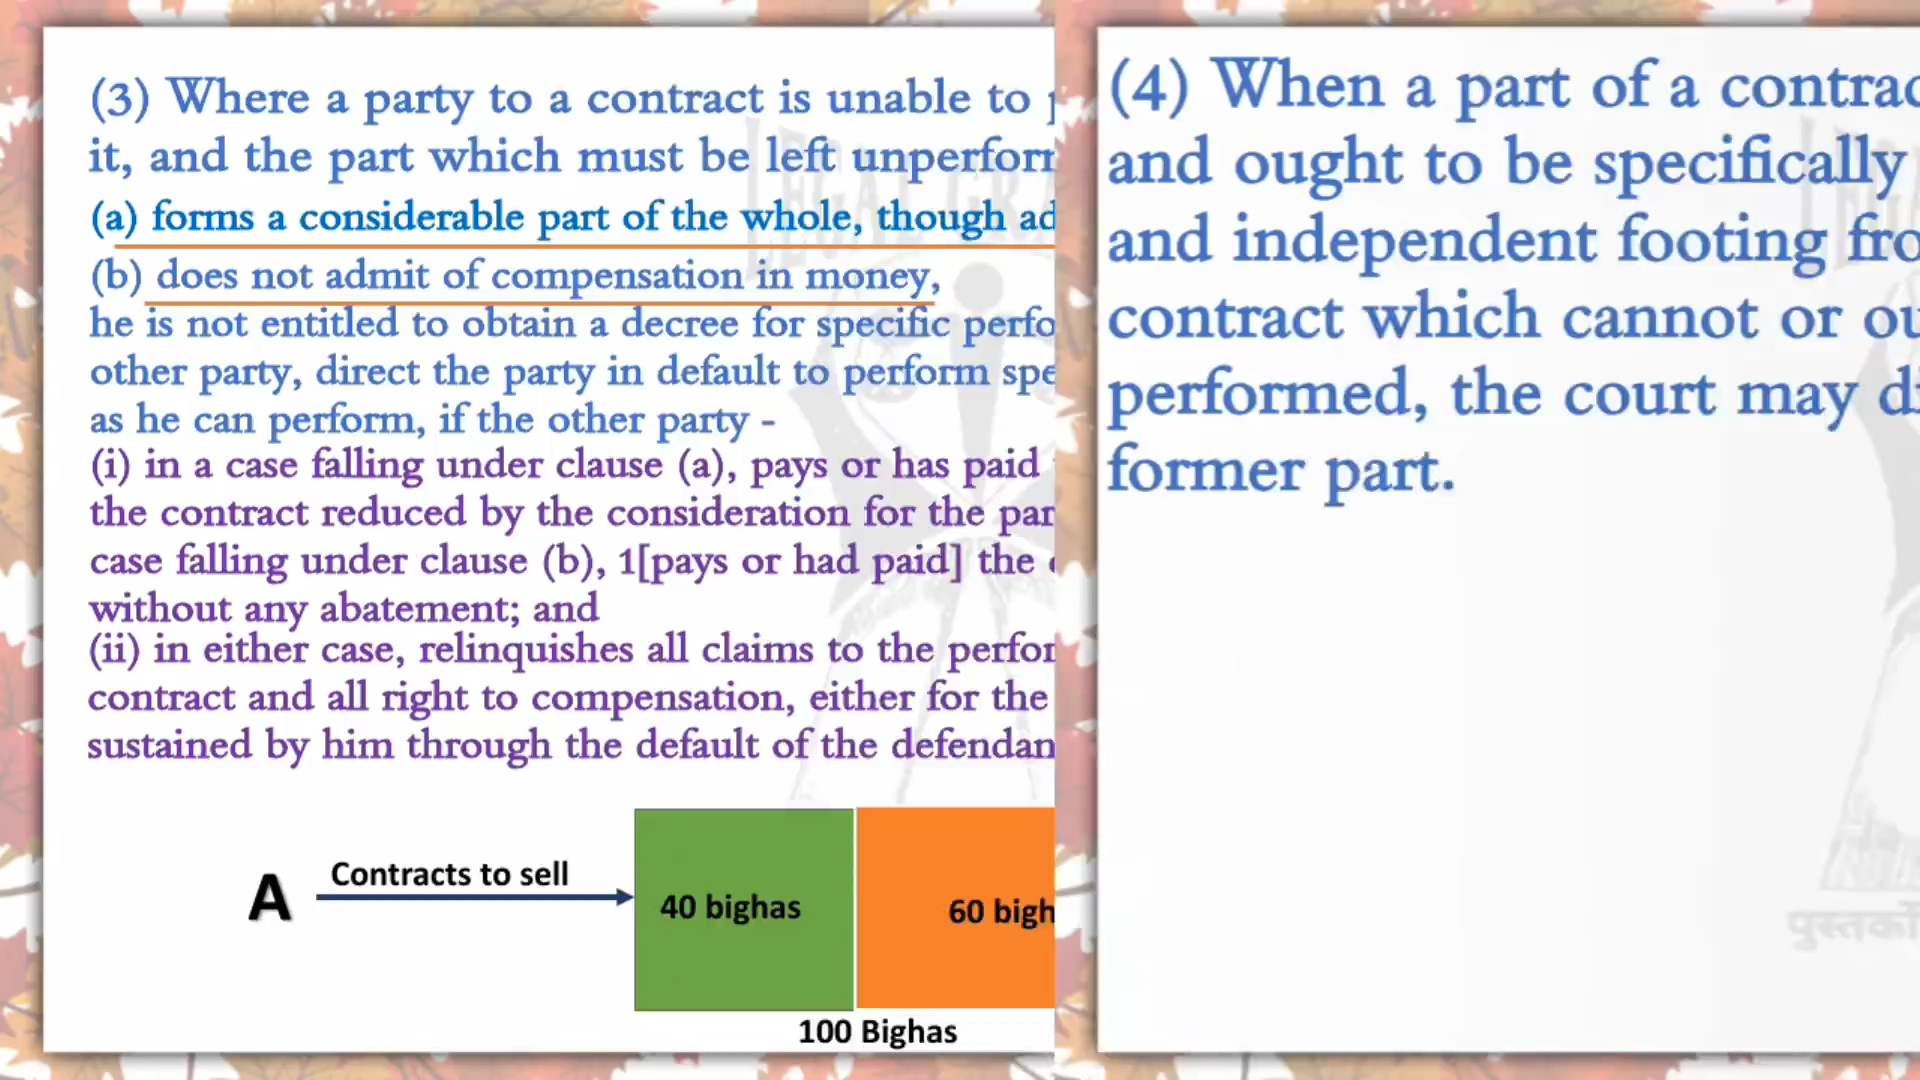 (3) Where a party to a contract is unable to
it, and the part which must be left unperfor
(a) forms a considerable part of the whole, though ad
(b) does not admit of compensation in money,
he is not entitled to obtain a decree for specific perfo
other party, direct the party in default to perform spe
as he can perform, if the other party -
(i) in a case falling under clause (a), pays or has paid
the contract reduced by the consideration for the par
case falling under clause (b), 1[pays or had paid] the
without any abatement; and
(ii) in either case, relinquishes all claims to the perfor
contract and all right to compensation, either for the
sustained by him through the default of the defendan
A
Contracts to sell
40 bighas
60 bigh
100 Bighas
(4) When a part of a contrac
and ought to be specifically
and independent footing fro
contract which cannot or ou
performed, the court may d
former part.